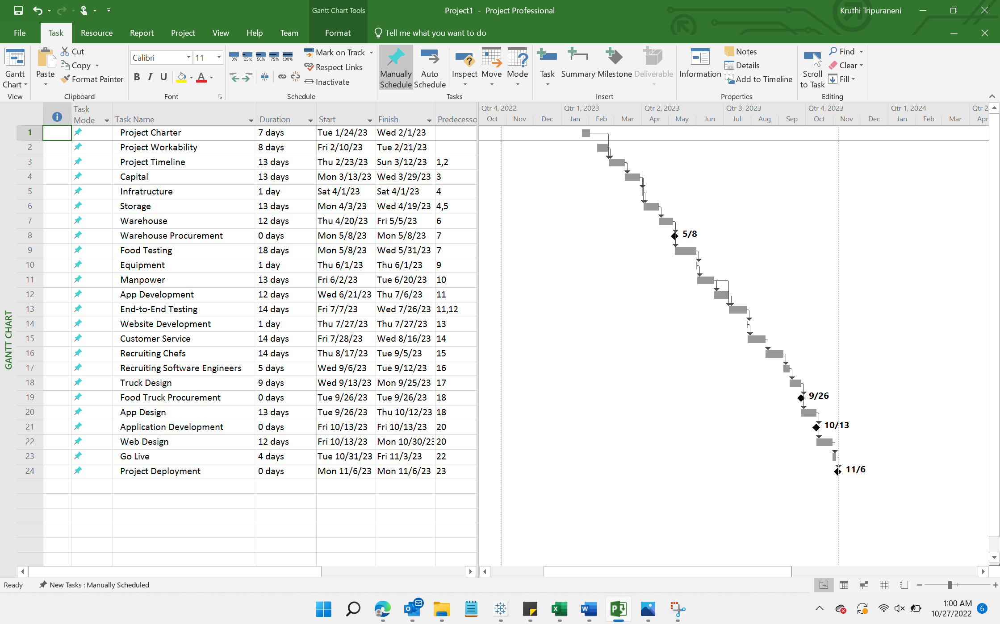 Gantt Chart Tools
Project1 - Project Professional
Kruthi Tripuraneni
File Task Resource Report Project View Help Team Format Tell me what you want to do
Gantt Chart
View
Paste
Cut
Copy
Format Painter
Clipboard
Calibri 11
B I U A
Font
0% 25% 50% 75% 100%
Mark on Track
Respect Links
Inactivate
Schedule
Manually Schedule
Auto Schedule
Inspect Move Mode
Tasks
Task Summary Milestone Deliverable
Insert
Information
Notes
Details
Add to Timeline
Properties
Scroll to Task
Find
Clear
Fill
Editing
GANTT CHART
Task Mode Task Name Duration Start Finish Predecesso
1 Project Charter 7 days Tue 1/24/23 Wed 2/1/23
2 Project Workability 8 days Fri 2/10/23 Tue 2/21/23
3 Project Timeline 13 days Thu 2/23/23 Sun 3/12/23 1,2
4 Capital 13 days Mon 3/13/23 Wed 3/29/23 3
5 Infratructure 1 day Sat 4/1/23 Sat 4/1/23 4
6 Storage 13 days Mon 4/3/23 Wed 4/19/23 4,5
7 Warehouse 12 days Thu 4/20/23 Fri 5/5/23 6
8 Warehouse Procurement 0 days Mon 5/8/23 Mon 5/8/23 7
9 Food Testing 18 days Mon 5/8/23 Wed 5/31/23 7
10 Equipment 1 day Thu 6/1/23 Thu 6/1/23 9
11 Manpower 13 days Fri 6/2/23 Tue 6/20/23 10
12 App Development 12 days Wed 6/21/23 Thu 7/6/23 11
13 End-to-End Testing 14 days Fri 7/7/23 Wed 7/26/23 11,12
14 Website Development 1 day Thu 7/27/23 Thu 7/27/23 13
15 Customer Service 14 days Fri 7/28/23 Wed 8/16/23 14
16 Recruiting Chefs 14 days Thu 8/17/23 Tue 9/5/23 15
17 Recruiting Software Engineers 5 days Wed 9/6/23 Tue 9/12/23 16
18 Truck Design 9 days Wed 9/13/23 Mon 9/25/23 17
19 Food Truck Procurement 0 days Tue 9/26/23 Tue 9/26/23 18
20 App Design 13 days Tue 9/26/23 Thu 10/12/23 18
21 Application Development 0 days Fri 10/13/23 Fri 10/13/23 20
22 Web Design 12 days Fri 10/13/23 Mon 10/30/23 20
23 Go Live 4 days Tue 10/31/23 Fri 11/3/23 22
24 Project Deployment 0 days Mon 11/6/23 Mon 11/6/23 23
Qtr 4, 2022 Qtr 1, 2023 Qtr 2, 2023 Qtr 3, 2023 Qtr 4, 2023 Qtr 1, 2024 Qtr 2
Oct Nov Dec Jan Feb Mar Apr May Jun Jul Aug Sep Oct Nov Dec Jan Feb Mar Apr
5/8
9/26
10/13
11/6
Ready New Tasks : Manually Scheduled
1:00 AM
10/27/2022
6